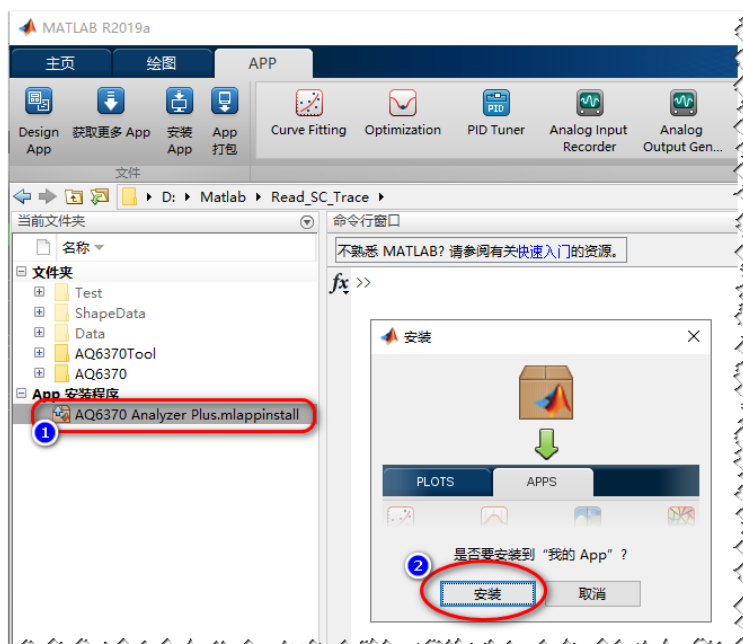 MATLAB R2019a
主页 绘图 APP
Design App 获取更多 App 安装 App App 打包 Curve Fitting Optimization PID Tuner Analog Input Recorder Analog Output Gen...
PID
文件
D: Matlab Read_SC_Trace
当前文件夹 命令行窗口
名称
不熟悉 MATLAB? 请参阅有关快速入门的资源。
文件夹
fx >>
Test
ShapeData
Data
AQ6370Tool
AQ6370
App 安装程序
AQ6370 Analyzer Plus.mlappinstall
1
安装
PLOTS APPS
是否要安装到“我的 App”?
2
安装 取消